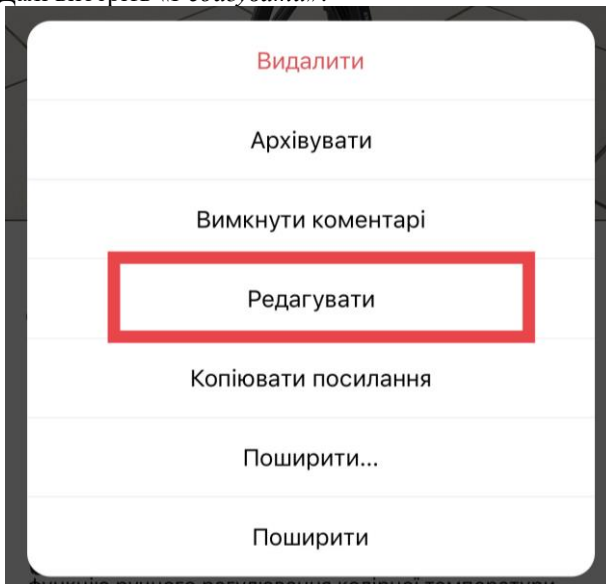 Видалити
Архівувати
Вимкнути коментарі
Редагувати
Копіювати посилання
Поширити...
Поширити